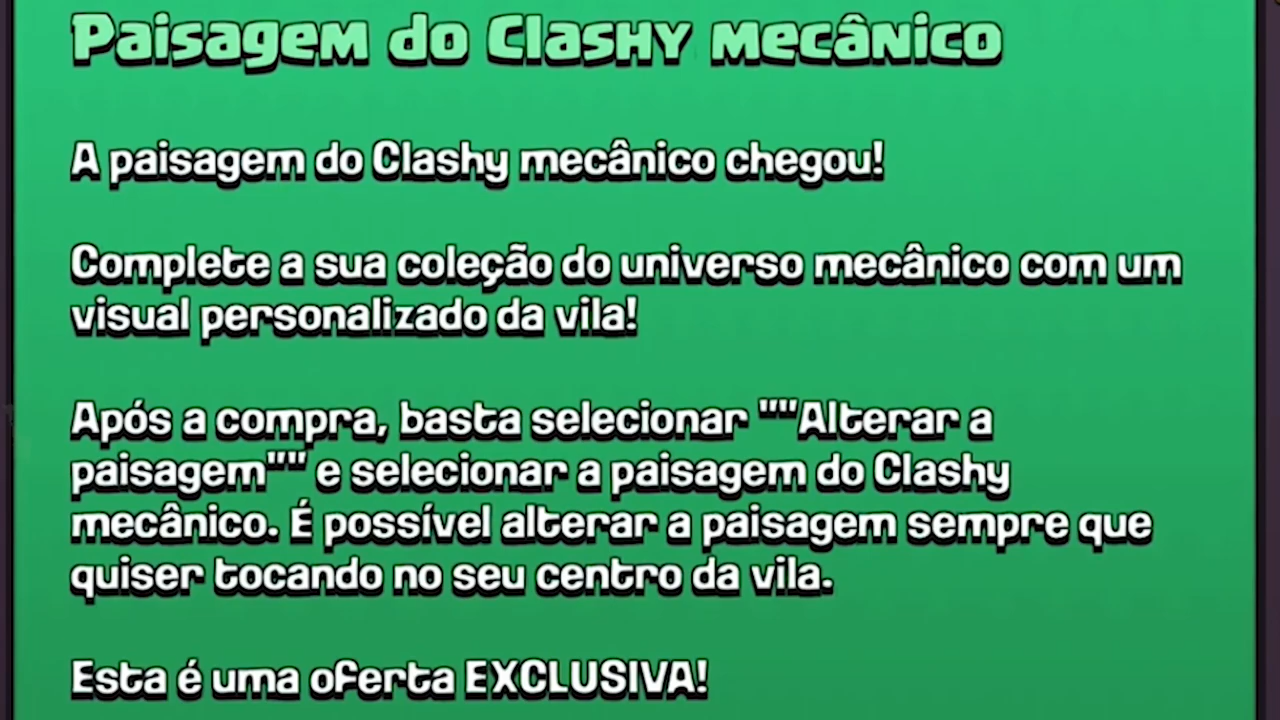 Paisagem do Clashy mecânico
A paisagem do Clashy mecânico chegou!
Complete a sua coleção do universo mecânico com um
visual personalizado da vila!
Após a compra, basta selecionar ""Alterar a
paisagem"" e selecionar a paisagem do Clashy
mecânico. É possível alterar a paisagem sempre que
quiser tocando no seu centro da vila.
Esta é uma oferta EXCLUSIVA!